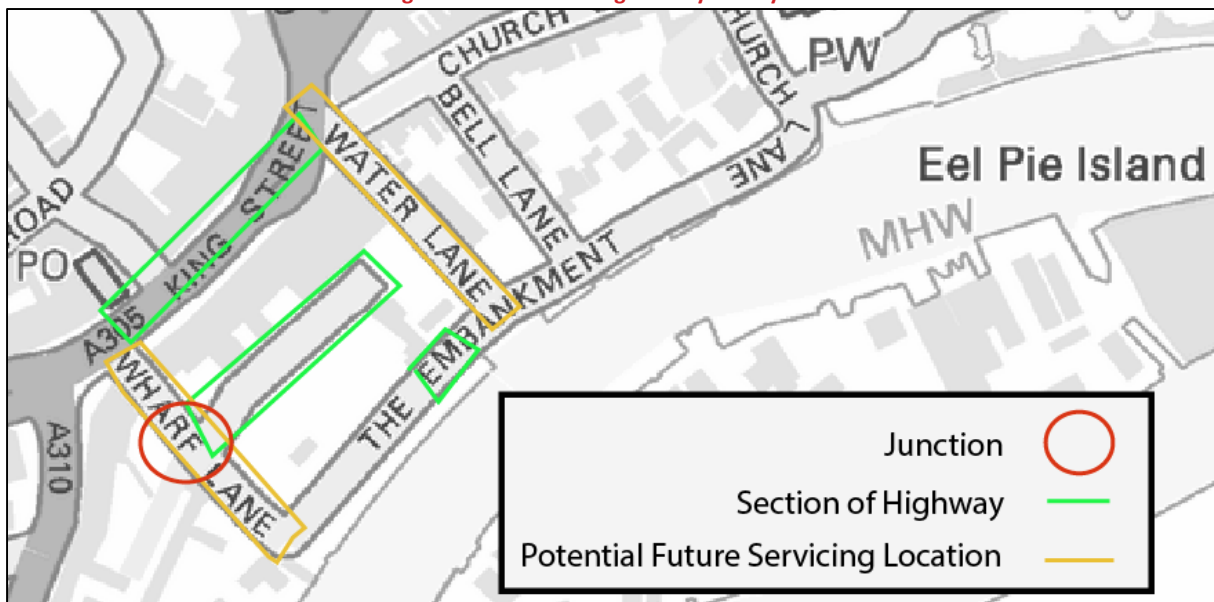 CHURCH
PW
CHURCH LANE
BELL LANE
Eel Pie Island
MHW
ROAD
PO
KING STREET
WATER LANE
A305
WHARF LANE
THE EMBANKMENT
A310
Junction
Section of Highway
Potential Future Servicing Location